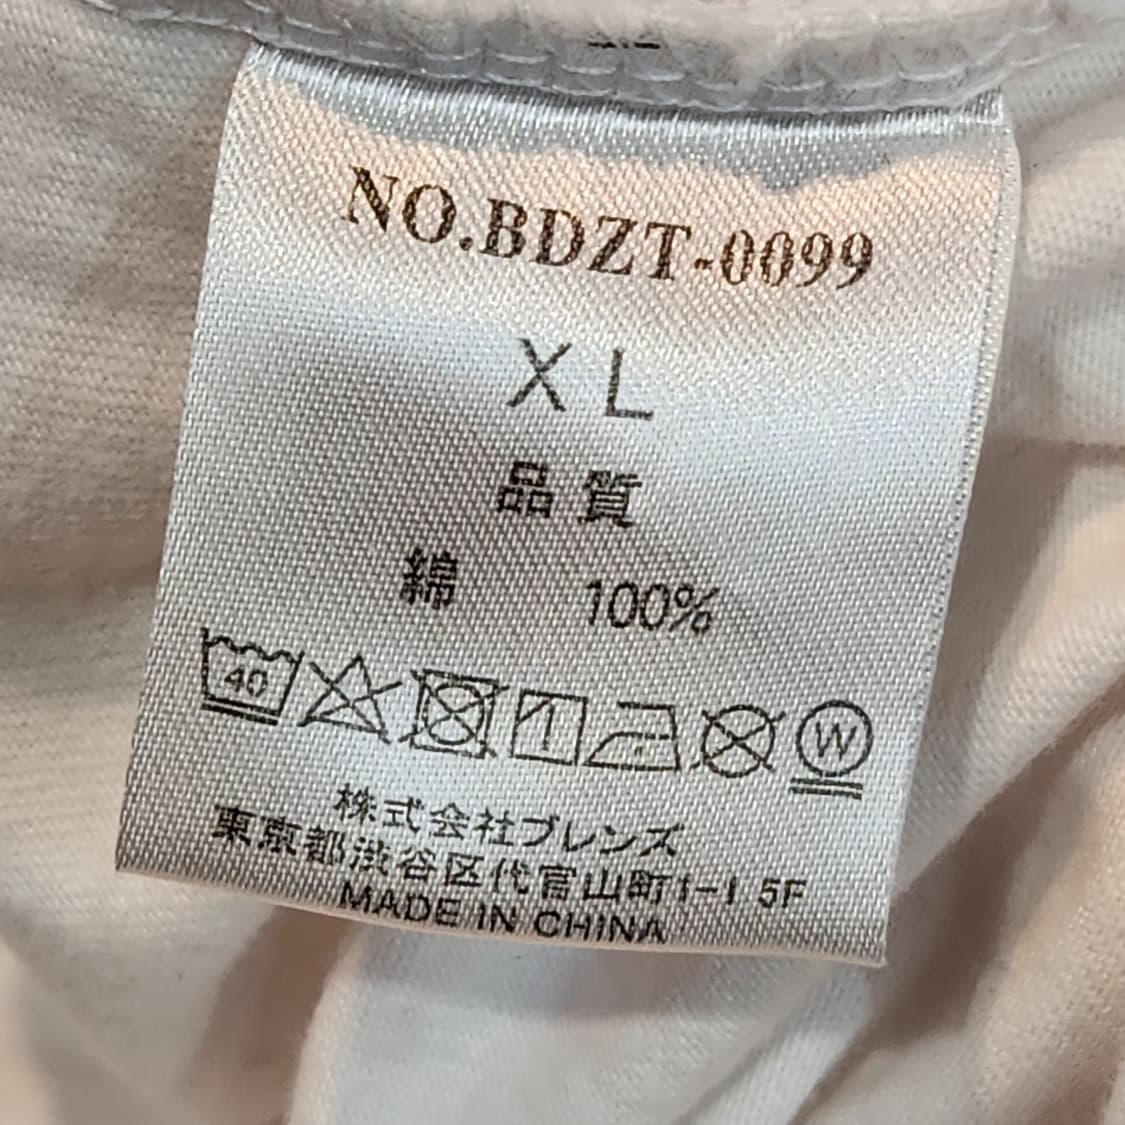 NO.BDZT-0099
XL
品質
綿 100%
40 W
株式会社ブレンズ
東京都渋谷区代官山町1-1 5F
MADE IN CHINA